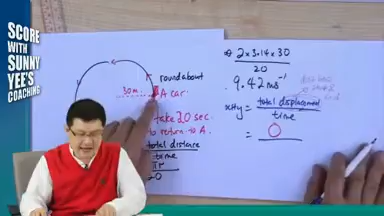 SCORE
WITH
SUNNY
YEE'S
COACHING
30m
roundabout
A car.
take 20 sec.
to return to A.
total distance
time
20
⇒ 2×3.14×30
20
9.42ms⁻¹
total displacement
time
= 0